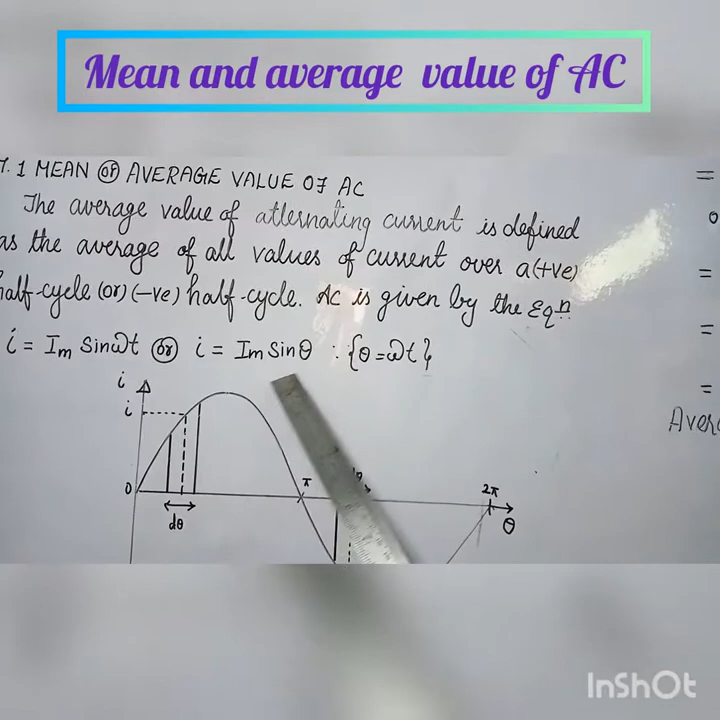 Mean and average value of AC
7.1 MEAN or AVERAGE VALUE OF AC
The average value of atlernating current is defined
as the average of all values of current over a (+ve)
half-cycle (or) (-ve) half-cycle. AC is given by the Eqn.
i = Im Sinωt or i = Im Sinθ : {θ = ωt}
i
i
0
π
2π
θ
dθ
=
=
=
=
InShOt